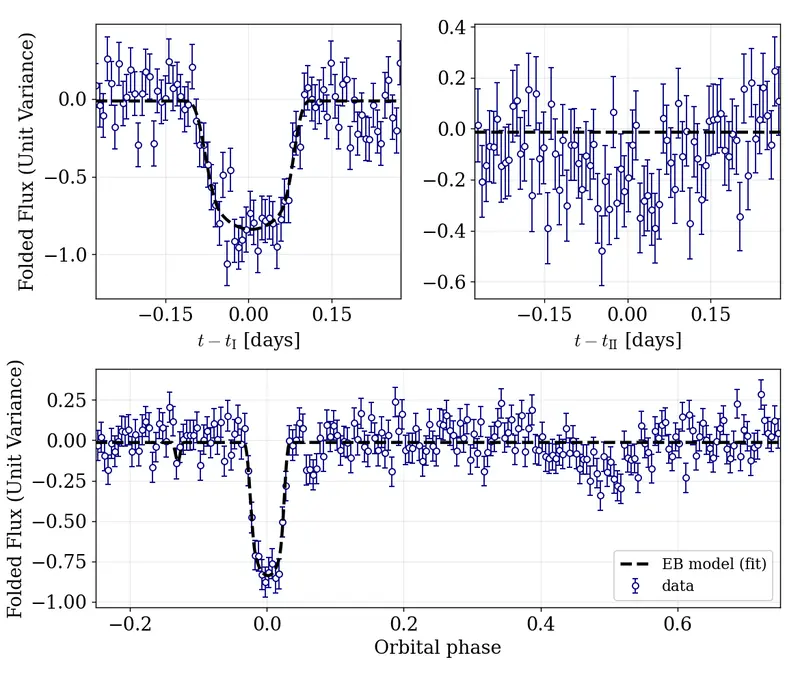 Folded Flux (Unit Variance)
0.0
−0.5
−1.0
−0.15 0.00 0.15
t − t_I [days]
0.4
0.2
0.0
−0.2
−0.4
−0.6
−0.15 0.00 0.15
t − t_II [days]
Folded Flux (Unit Variance)
0.25
0.00
−0.25
−0.50
−0.75
−1.00
−0.2 0.0 0.2 0.4 0.6
Orbital phase
EB model (fit)
data